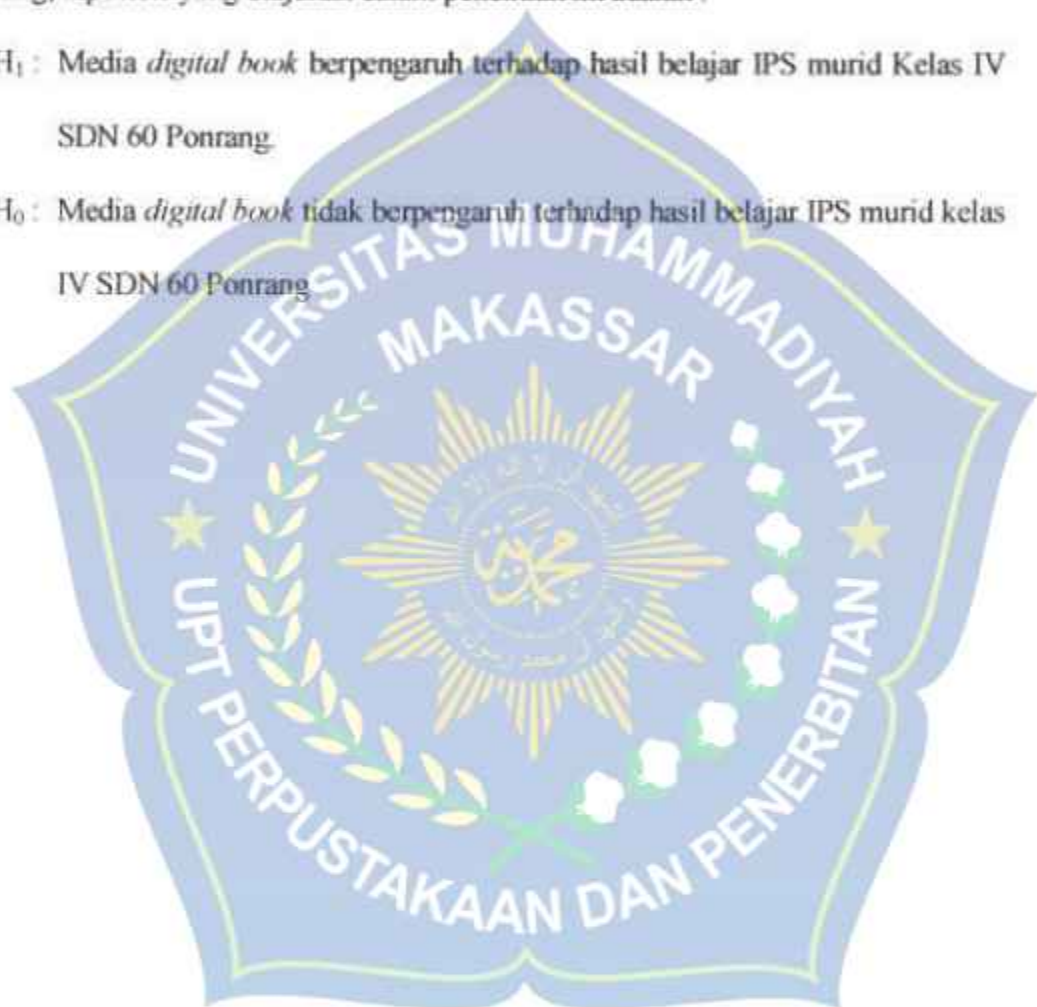 H₁ : Media digital book berpengaruh terhadap hasil belajar IPS murid Kelas IV
SDN 60 Ponrang.
H₀ : Media digital book tidak berpengaruh terhadap hasil belajar IPS murid kelas
IV SDN 60 Ponrang
UNIVERSITAS MUHAMMADIYAH
MAKASSAR
محمدية
UPT PERPUSTAKAAN DAN PENERBITAN